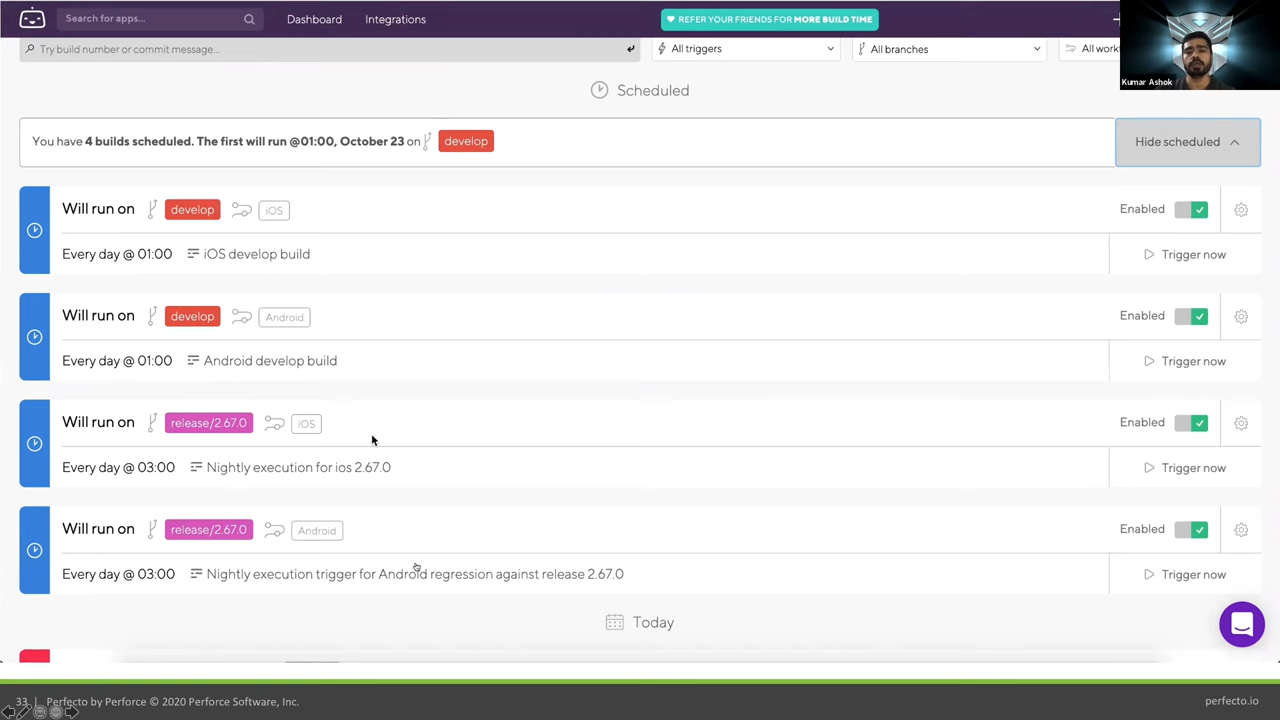 Search for apps...
Dashboard
Integrations
REFER YOUR FRIENDS FOR MORE BUILD TIME
Kumar Ashok
Try build number or commit message...
All triggers
All branches
All work
Scheduled
You have 4 builds scheduled. The first will run @01:00, October 23 on develop
Hide scheduled
Will run on develop iOS
Enabled
Every day @ 01:00 iOS develop build
Trigger now
Will run on develop Android
Enabled
Every day @ 01:00 Android develop build
Trigger now
Will run on release/2.67.0 iOS
Enabled
Every day @ 03:00 Nightly execution for ios 2.67.0
Trigger now
Will run on release/2.67.0 Android
Enabled
Every day @ 03:00 Nightly execution trigger for Android regression against release 2.67.0
Trigger now
Today
33 | Perfecto by Perforce © 2020 Perforce Software, Inc.
perfecto.io